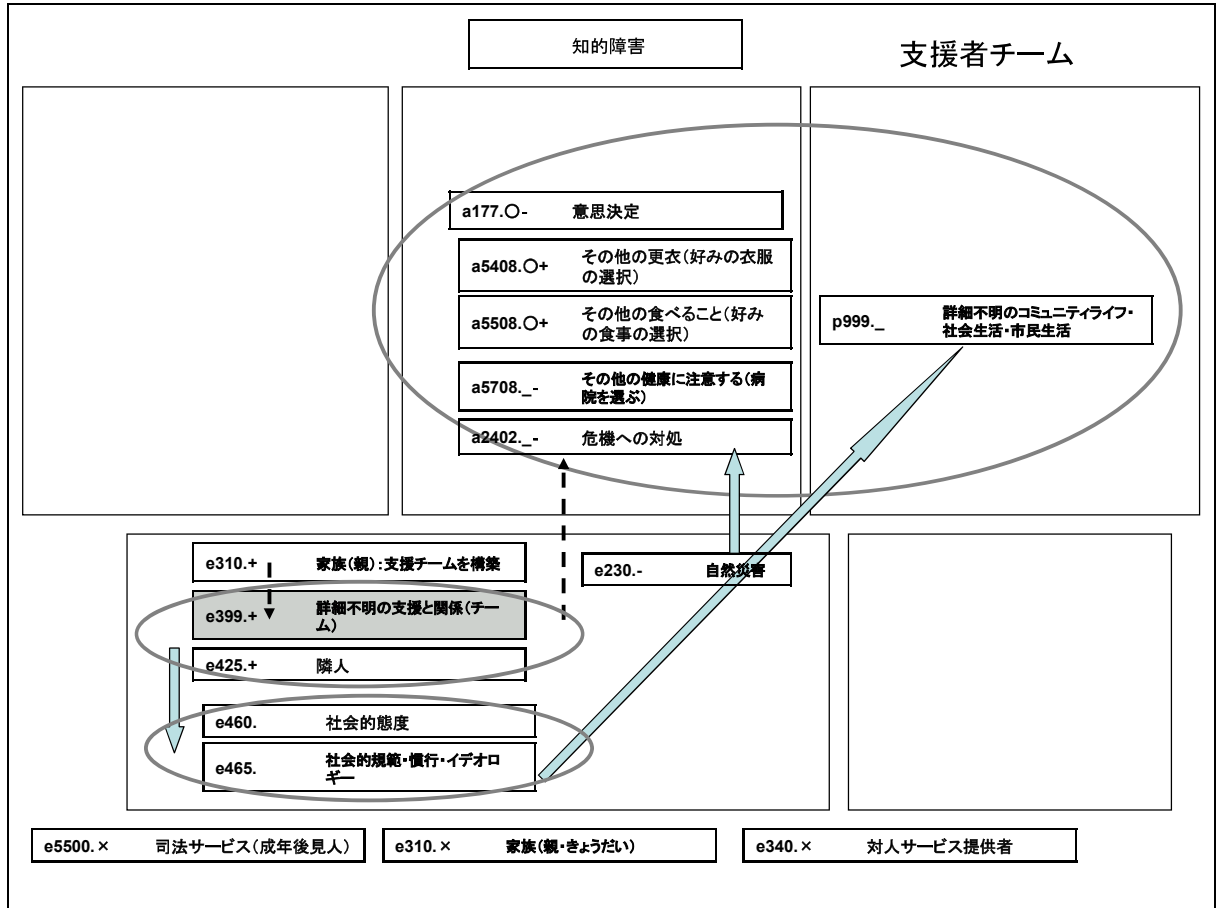 知的障害
支援者チーム
a177.〇- 意思決定
a5408.〇+ その他の更衣(好みの衣服
の選択)
a5508.〇+ その他の食べること(好み
の食事の選択)
p999._ 詳細不明のコミュニティライフ・
社会生活・市民生活
a5708._- その他の健康に注意する(病
院を選ぶ)
a2402._- 危機への対処
e310.+ 家族(親):支援チームを構築
e230.- 自然災害
e399.+ 詳細不明の支援と関係(チー
ム)
e425.+ 隣人
e460. 社会的態度
e465. 社会的規範・慣行・イデオロ
ギー
e5500.× 司法サービス(成年後見人)
e310.× 家族(親・きょうだい)
e340.× 対人サービス提供者